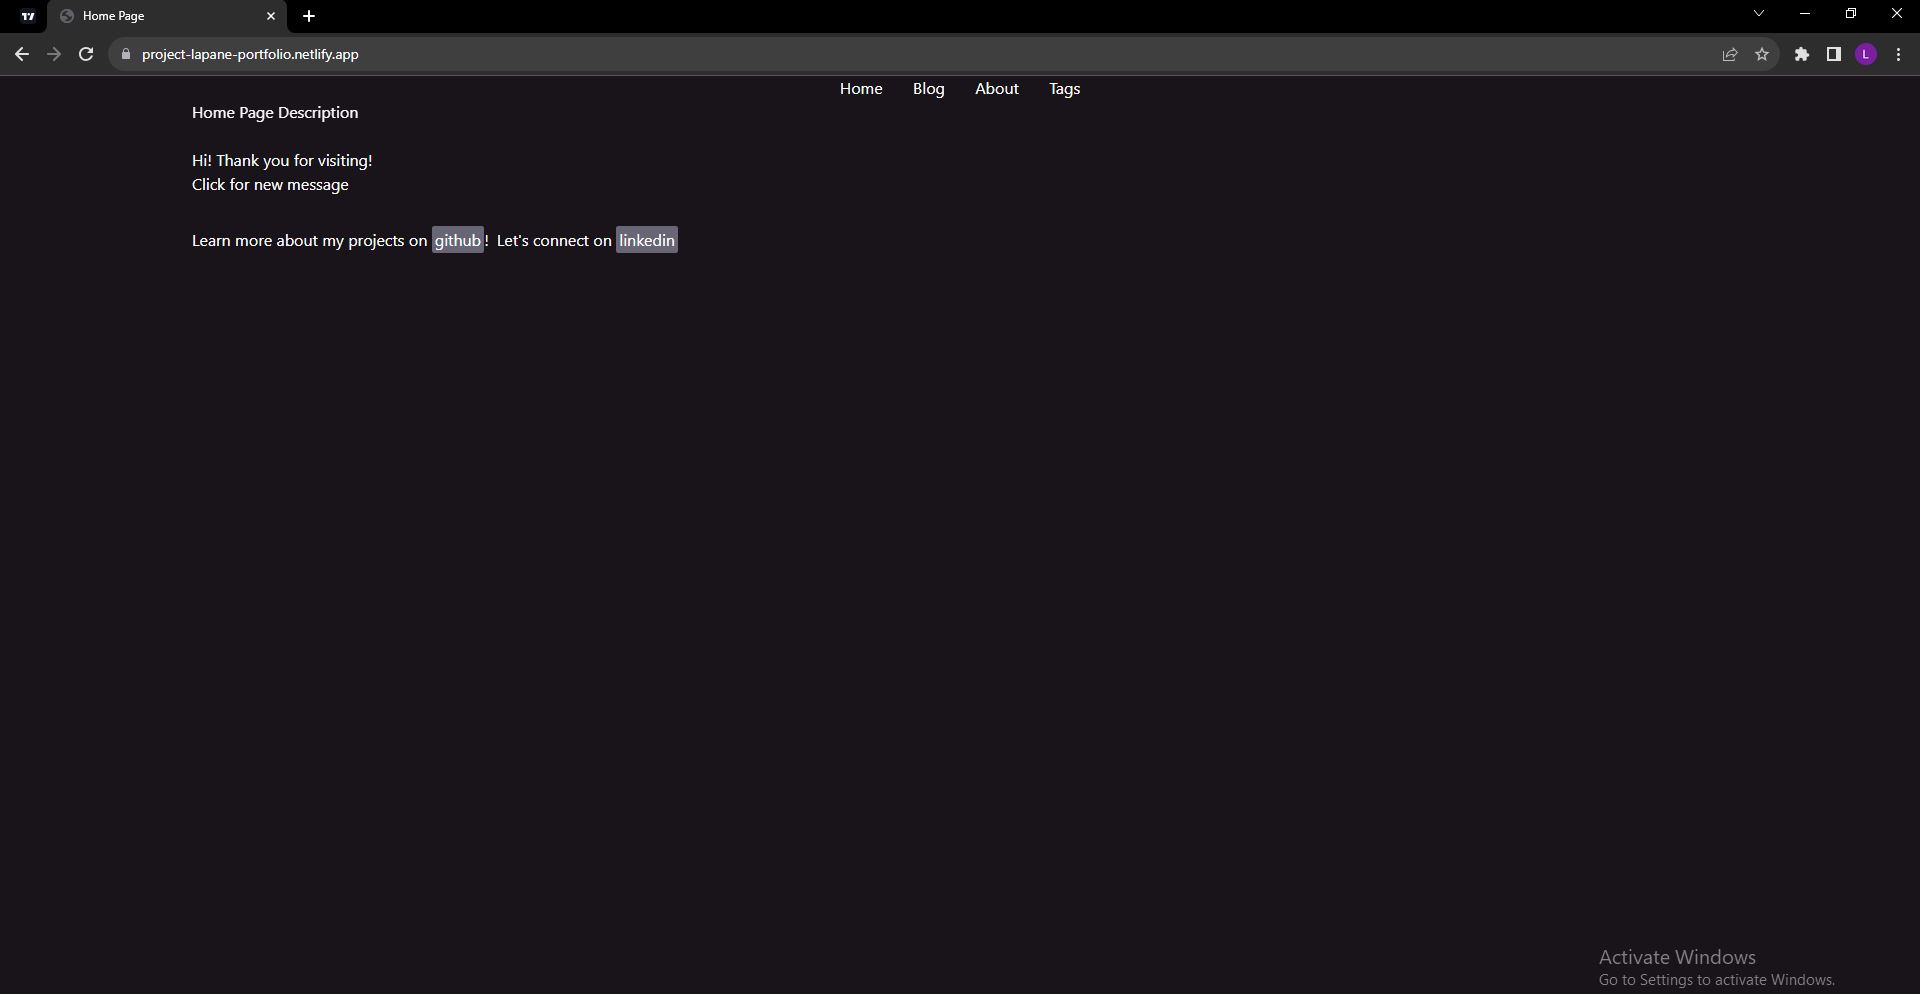 Home Page
project-lapane-portfolio.netlify.app
L
Home Blog About Tags
Home Page Description
Hi! Thank you for visiting!
Click for new message
Learn more about my projects on github! Let's connect on linkedin
Activate Windows
Go to Settings to activate Windows.